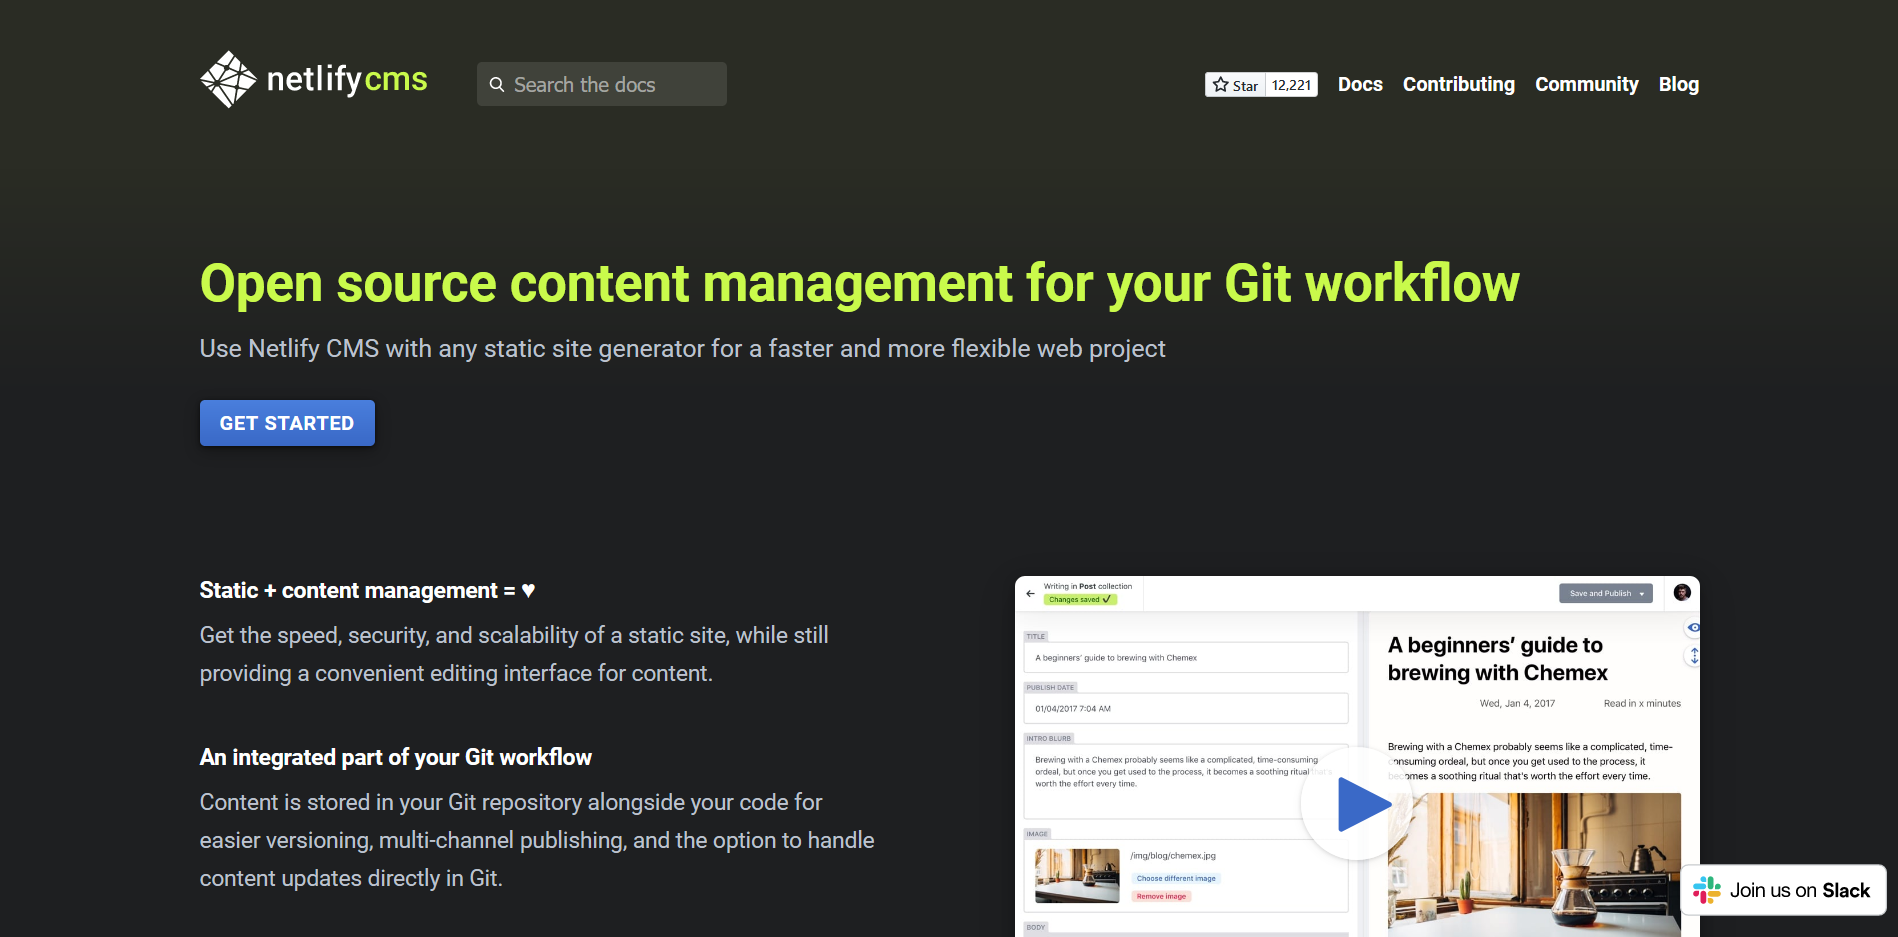 netlifycms
Search the docs
Star 12,221
Docs Contributing Community Blog
Open source content management for your Git workflow
Use Netlify CMS with any static site generator for a faster and more flexible web project
GET STARTED
Static + content management = ♥
Get the speed, security, and scalability of a static site, while still
providing a convenient editing interface for content.
An integrated part of your Git workflow
Content is stored in your Git repository alongside your code for
easier versioning, multi-channel publishing, and the option to handle
content updates directly in Git.
Writing in Post collection
Changes saved ✓
Save and Publish
TITLE
A beginners' guide to brewing with Chemex
PUBLISH DATE
01/04/2017 7:04 AM
INTRO BLURB
Brewing with a Chemex probably seems like a complicated, time-consuming
ordeal, but once you get used to the process, it becomes a soothing ritual that's
worth the effort every time.
IMAGE
/img/blog/chemex.jpg
Choose different image
Remove image
BODY
A beginners' guide to
brewing with Chemex
Wed, Jan 4, 2017
Read in x minutes
Brewing with a Chemex probably seems like a complicated, time-
consuming ordeal, but once you get used to the process, it
becomes a soothing ritual that's worth the effort every time.
Join us on Slack